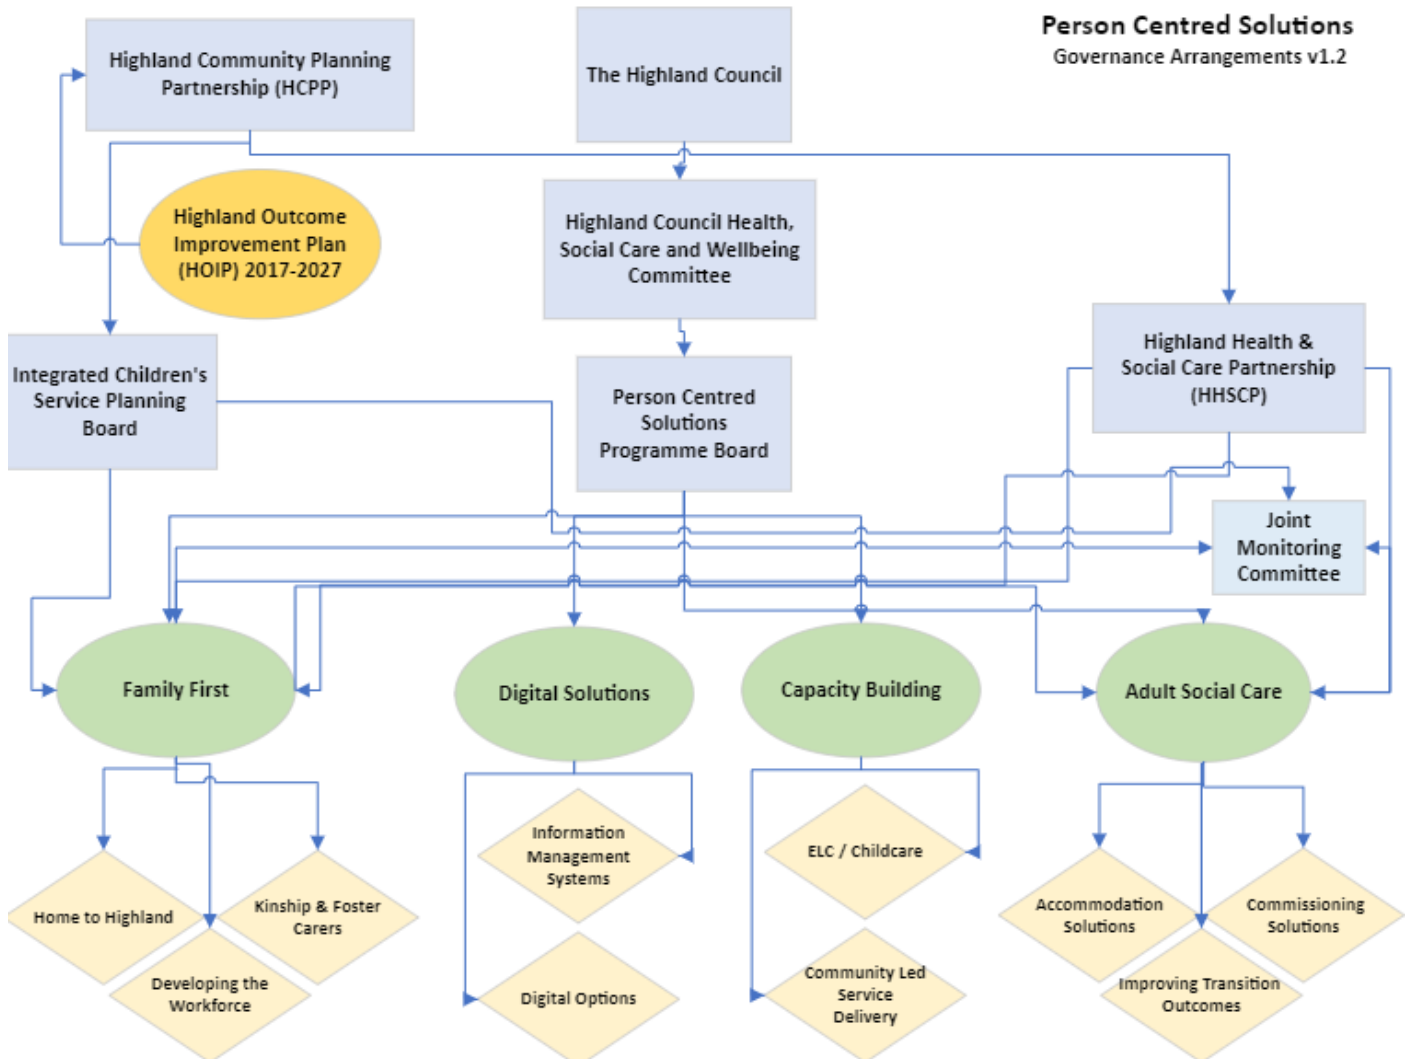 Person Centred Solutions
Governance Arrangements v1.2
Highland Community Planning
Partnership (HCPP)
The Highland Council
Highland Outcome
Improvement Plan
(HOIP) 2017-2027
Highland Council Health,
Social Care and Wellbeing
Committee
Integrated Children's
Service Planning
Board
Person Centred
Solutions
Programme Board
Highland Health &
Social Care Partnership
(HHSCP)
Joint
Monitoring
Committee
Family First
Digital Solutions
Capacity Building
Adult Social Care
Home to Highland
Kinship & Foster
Carers
Developing the
Workforce
Information
Management
Systems
Digital Options
ELC / Childcare
Community Led
Service
Delivery
Accommodation
Solutions
Commissioning
Solutions
Improving Transition
Outcomes